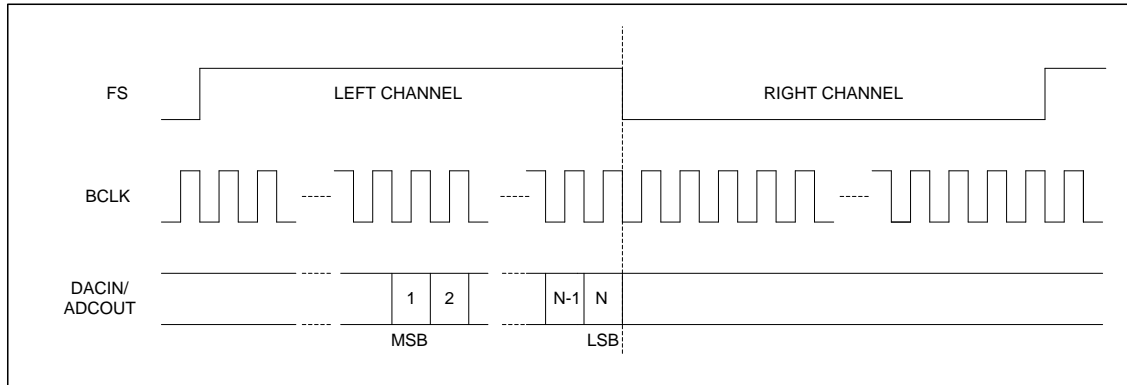 FS
LEFT CHANNEL
RIGHT CHANNEL
BCLK
DACIN/
ADCOUT
1
2
N-1
N
MSB
LSB